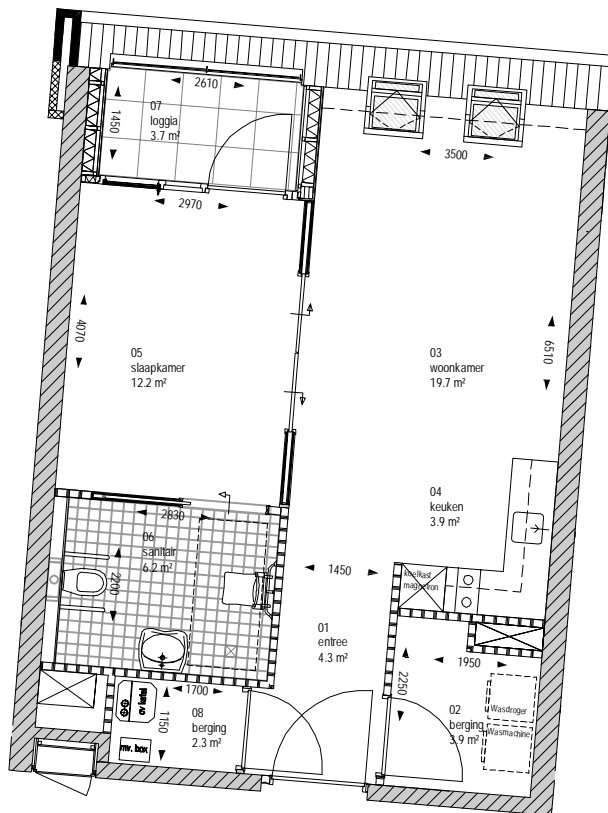 2610
07
loggia
3.7 m²
1450
3500
2970
4070
6510
05
slaapkamer
12.2 m²
03
woonkamer
19.7 m²
04
keuken
3.9 m²
2830
06
sanitair
6.2 m²
2200
1450
koelkast
magnetron
01
entree
4.3 m²
1950
2250
02
berging
3.9 m²
Wasdroger
Wasmachine
1700
1150
08
berging
2.3 m²
cv ketel
mv. box